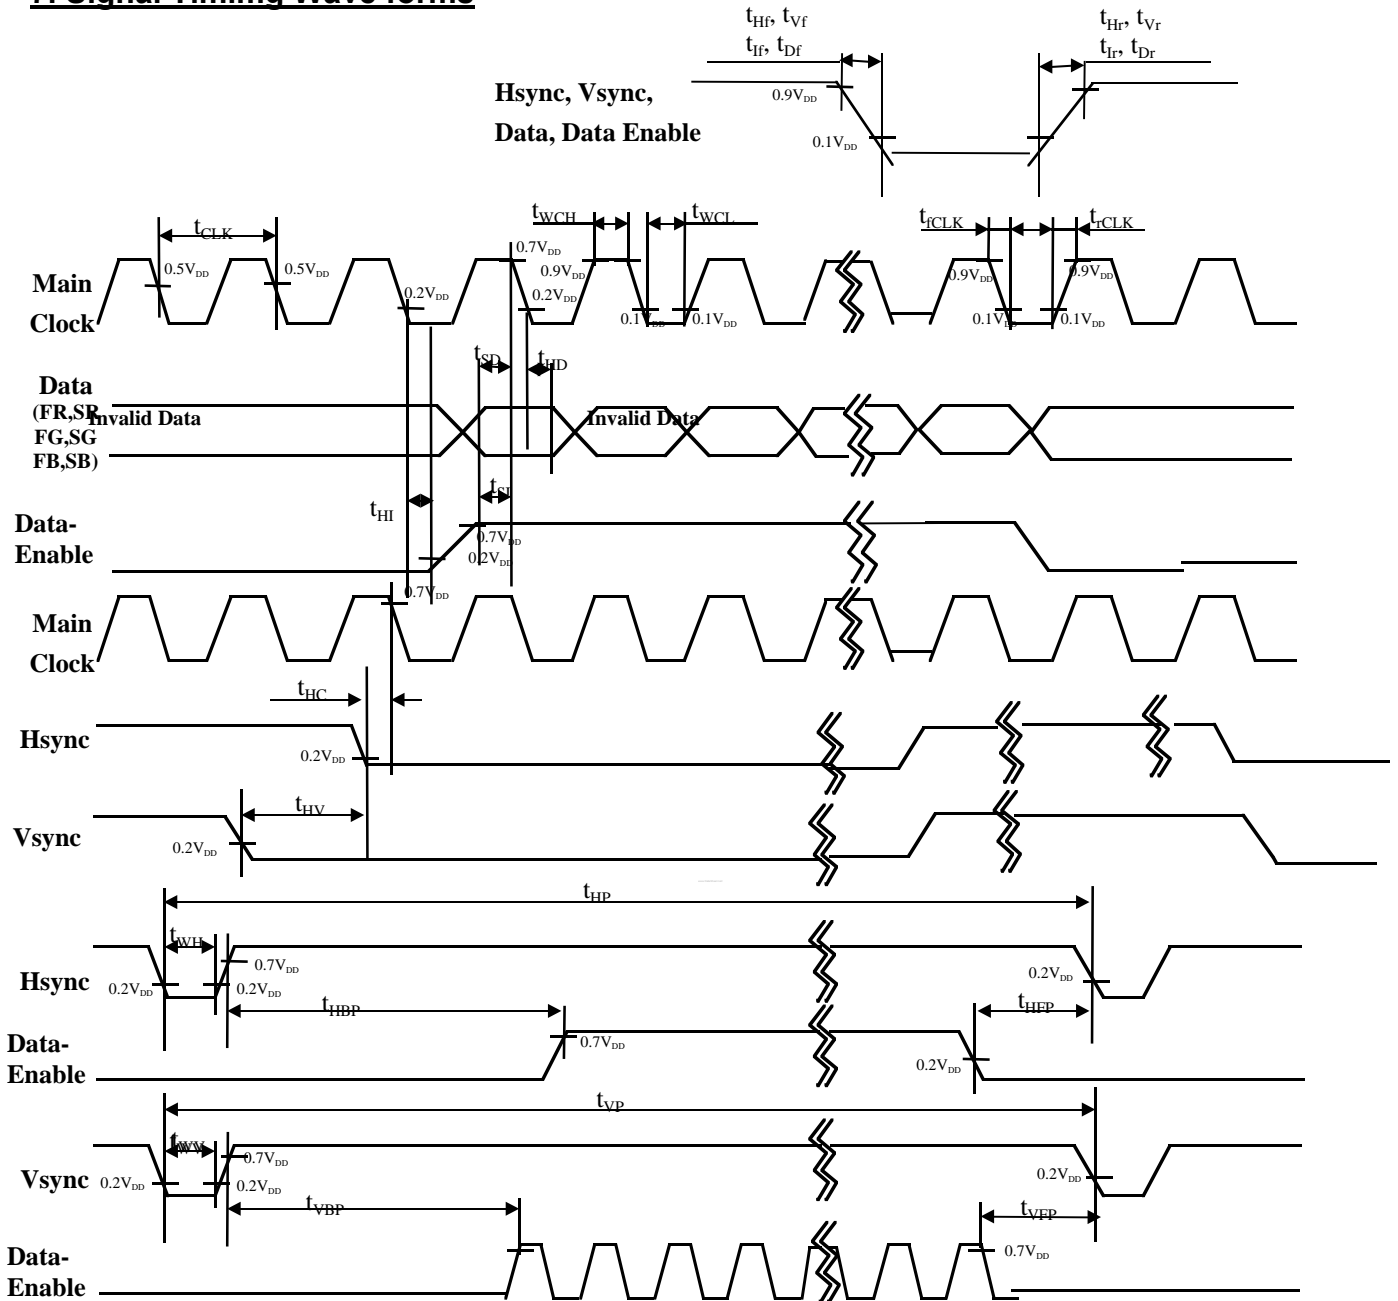 7. Signal Timimg Wave forms
tHf, tVf
tIf, tDf
tHr, tVr
tIr, tDr
Hsync, Vsync,
Data, Data Enable
0.9VDD
0.1VDD
tCLK
tWCH
tWCL
tfCLK
trCLK
Main
Clock
0.5VDD
0.5VDD
0.2VDD
0.7VDD
0.9VDD
0.2VDD
0.1VDD
0.1VDD
0.9VDD
0.9VDD
0.1VDD
0.1VDD
tSD
tHD
Data
(FR,SR
FG,SG
FB,SB)
Invalid Data
Invalid Data
tHI
tSI
Data-
Enable
0.7VDD
0.2VDD
0.7VDD
Main
Clock
tHC
Hsync
0.2VDD
tHV
Vsync
0.2VDD
tHP
tWH
Hsync
0.2VDD
0.7VDD
0.2VDD
0.2VDD
tHBP
tHFP
Data-
Enable
0.7VDD
0.2VDD
tVP
tWV
Vsync
0.2VDD
0.7VDD
0.2VDD
0.2VDD
tVBP
tVFP
Data-
Enable
0.7VDD